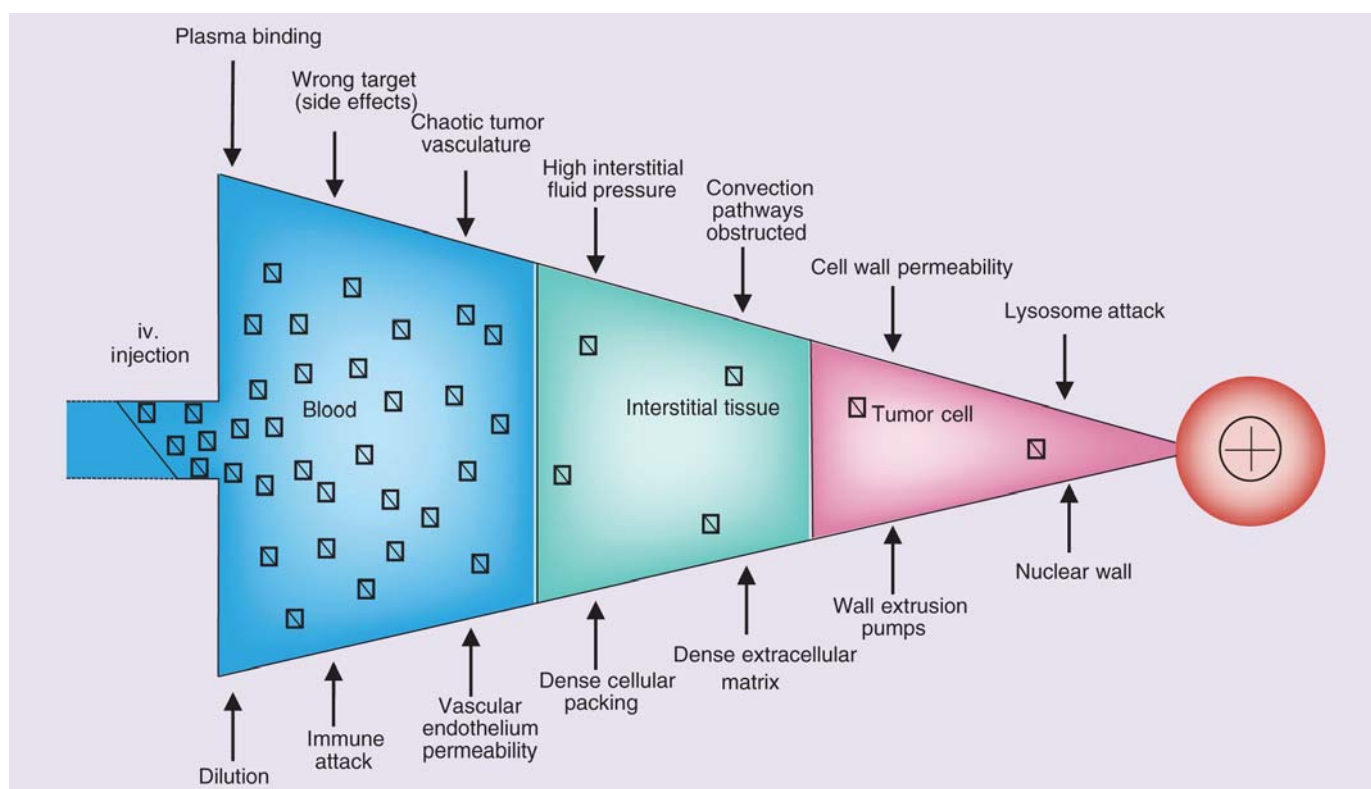 Plasma binding
Wrong target
(side effects)
Chaotic tumor
vasculature
High interstitial
fluid pressure
Convection
pathways
obstructed
Cell wall permeability
Lysosome attack
iv.
injection
Blood
Interstitial tissue
Tumor cell
Nuclear wall
Wall extrusion
pumps
Dense extracellular
matrix
Dense cellular
packing
Vascular
endothelium
permeability
Immune
attack
Dilution